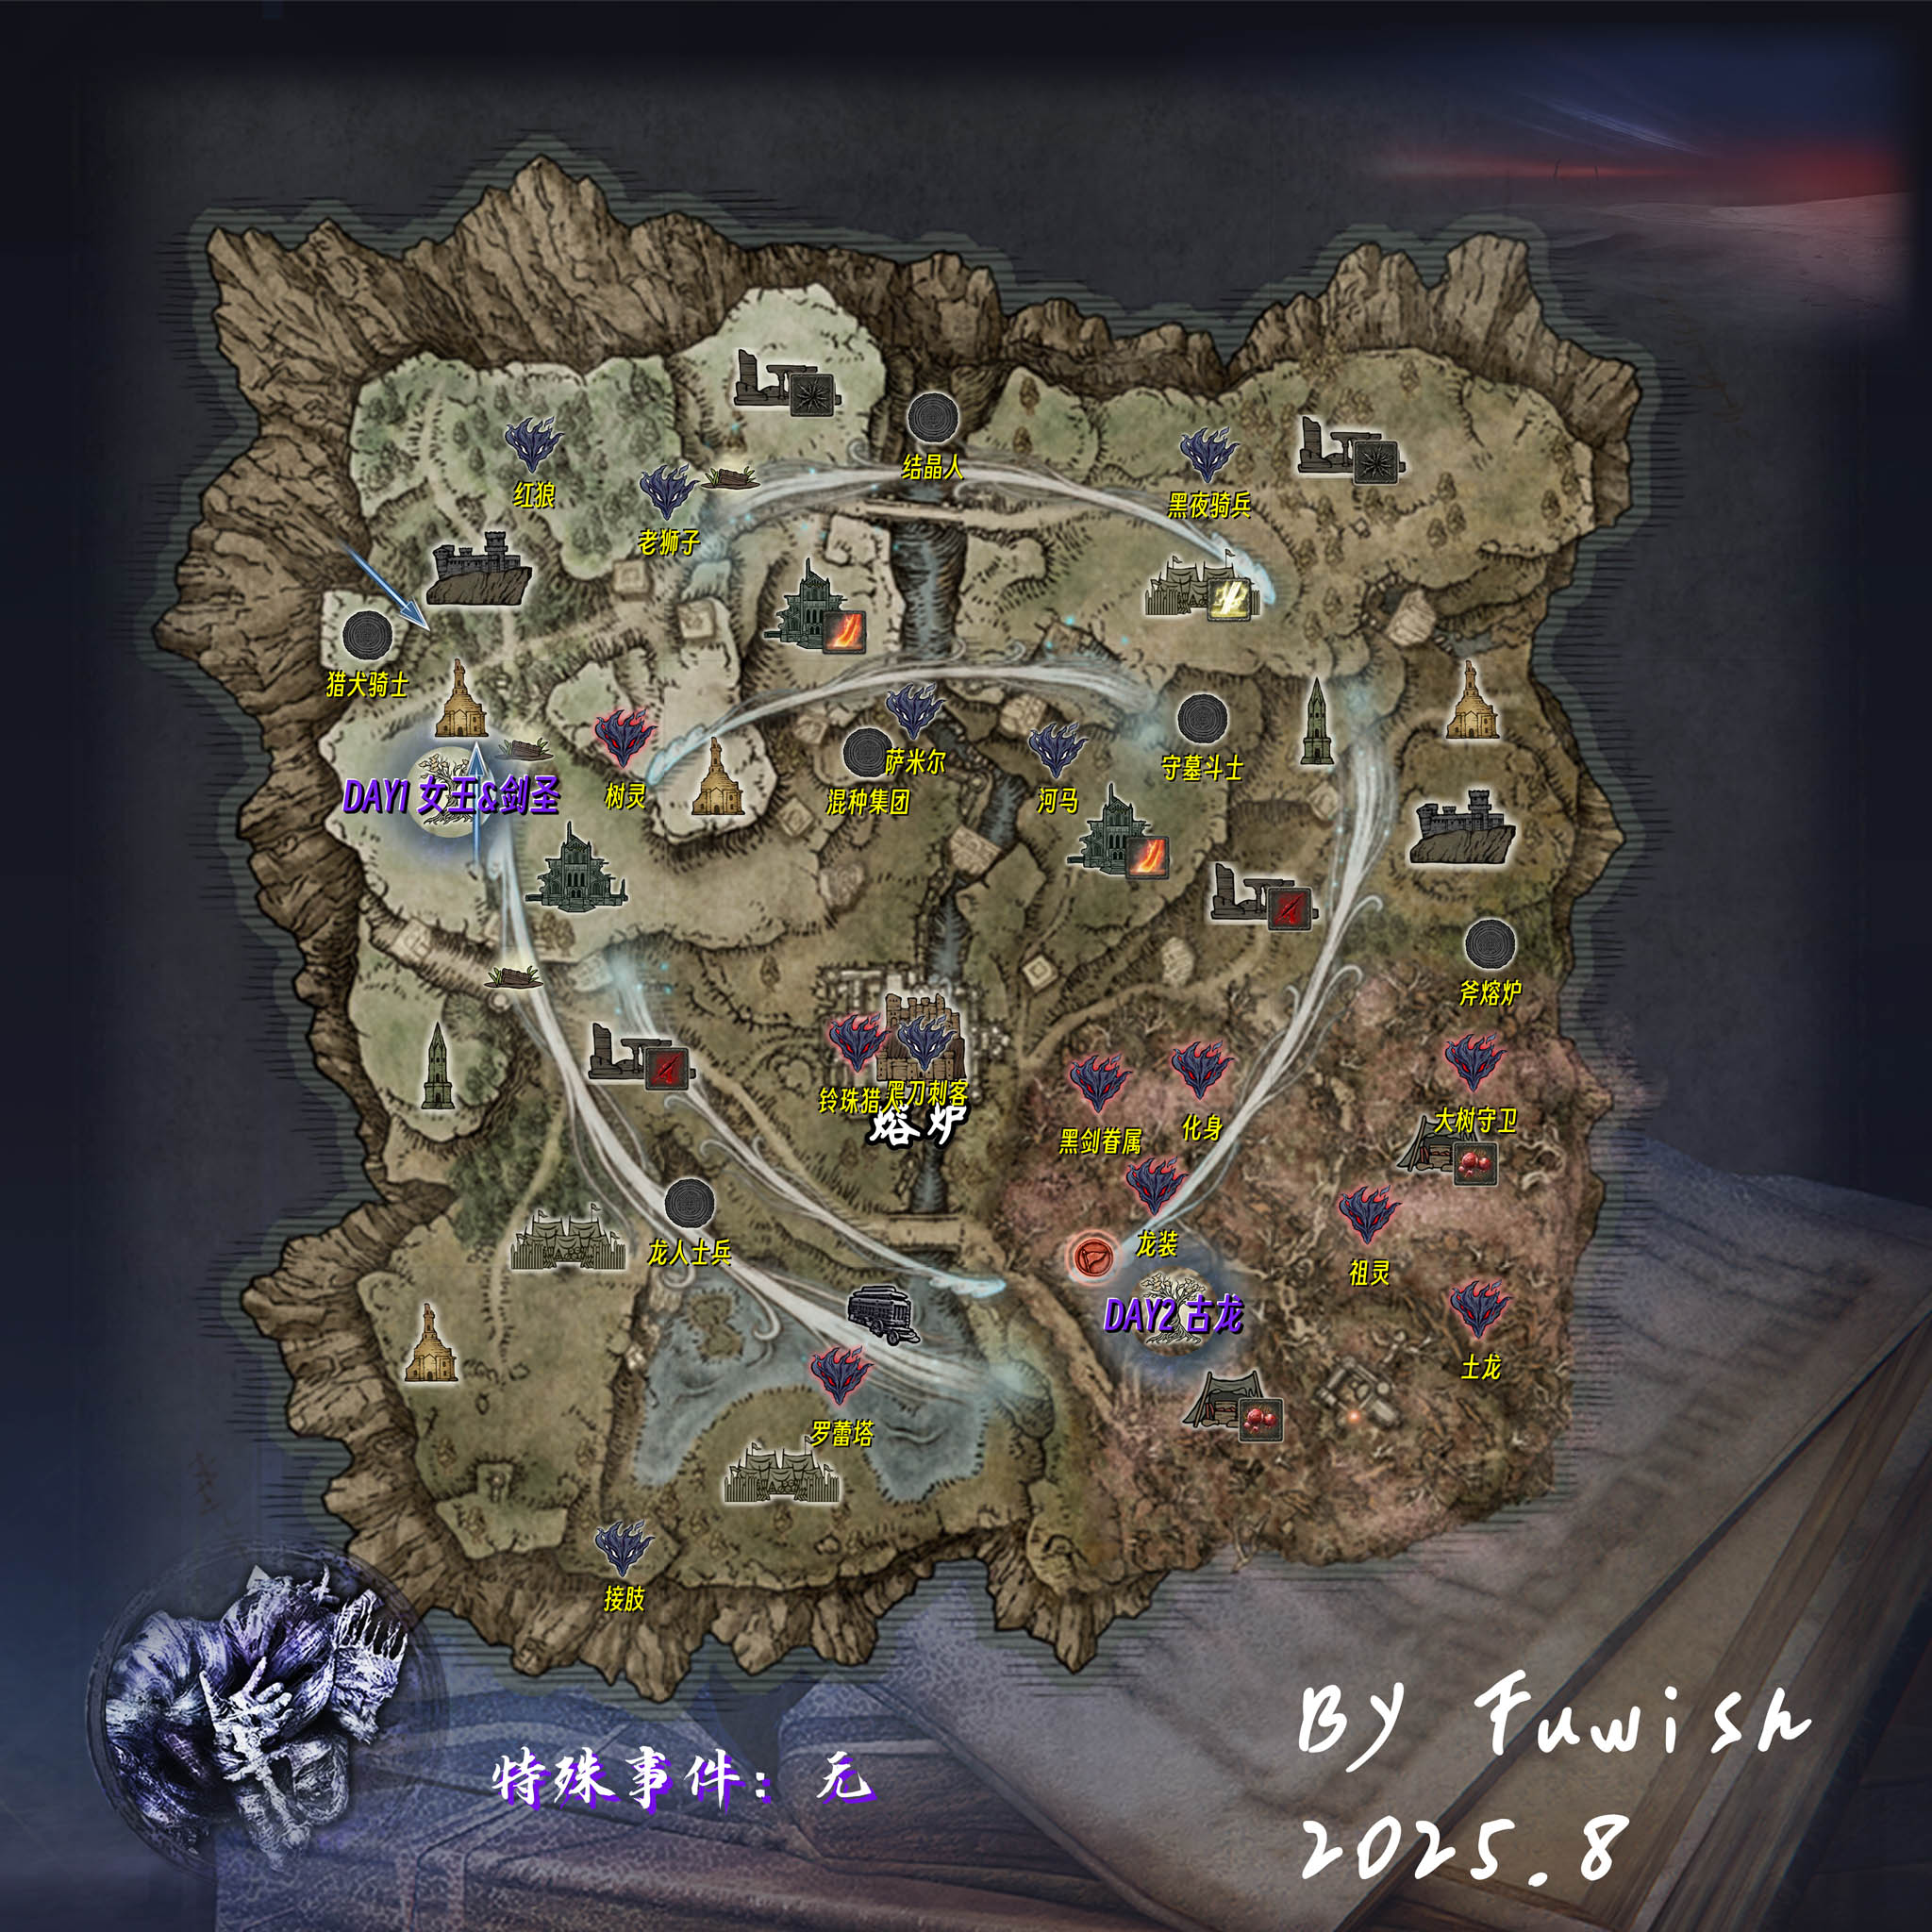 结晶人
红狼
黑夜骑兵
老狮子
猎犬骑士
萨米尔
守墓斗士
DAY1 女王&剑圣
树灵
混种集团
河马
斧熔炉
铃珠猎人
黑刀刺客
熔炉
黑剑眷属
化身
大树守卫
龙人士兵
龙装
祖灵
DAY2 古龙
土龙
罗蕾塔
接肢
特殊事件：无
BY Fuwish
2025.8